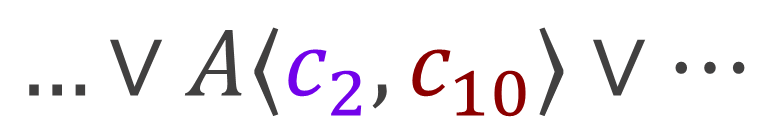 ... ∨ A⟨c₂, c₁₀⟩ ∨ ⋯